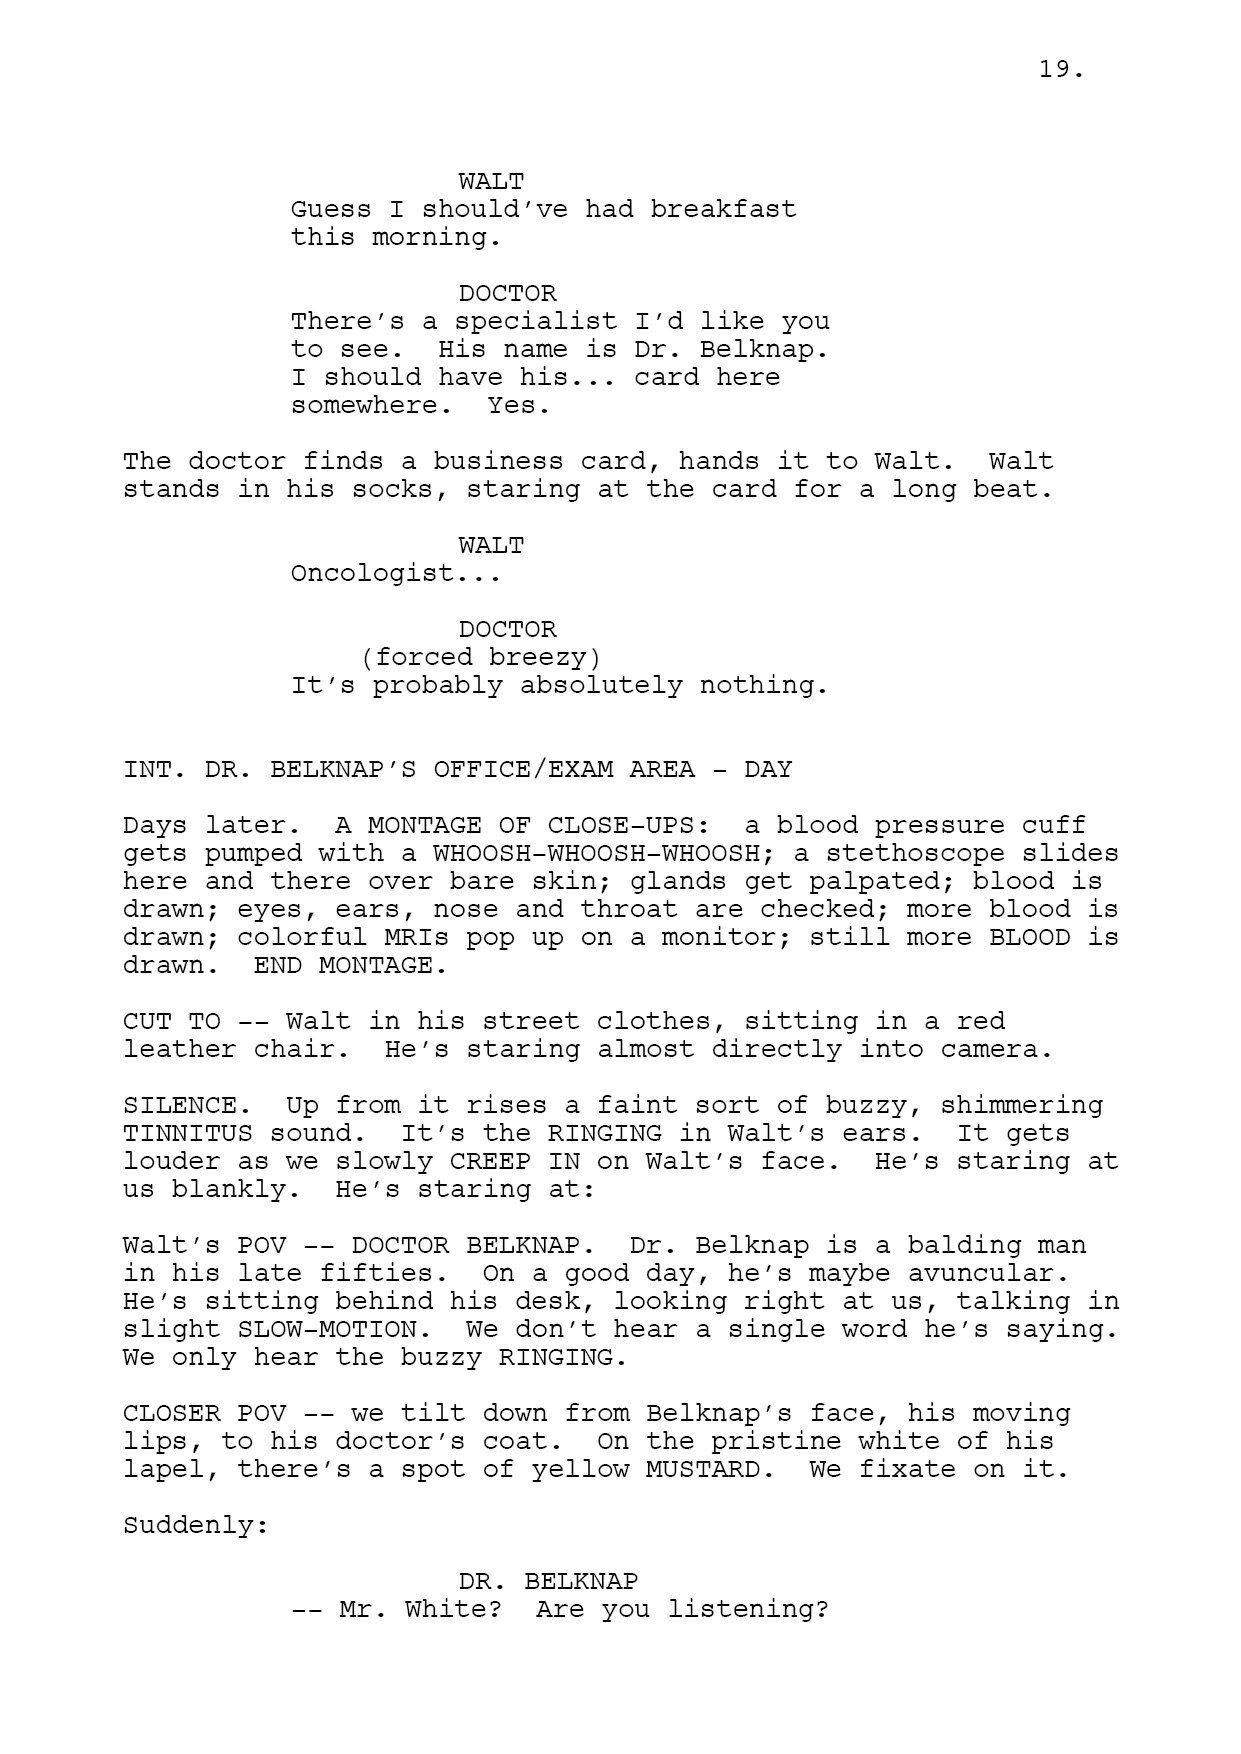 19.
WALT
Guess I should've had breakfast
this morning.
DOCTOR
There's a specialist I'd like you
to see.  His name is Dr. Belknap.
I should have his... card here
somewhere.  Yes.
The doctor finds a business card, hands it to Walt.  Walt
stands in his socks, staring at the card for a long beat.
WALT
Oncologist...
DOCTOR
(forced breezy)
It's probably absolutely nothing.
INT. DR. BELKNAP'S OFFICE/EXAM AREA - DAY
Days later.  A MONTAGE OF CLOSE-UPS:  a blood pressure cuff
gets pumped with a WHOOSH-WHOOSH-WHOOSH; a stethoscope slides
here and there over bare skin; glands get palpated; blood is
drawn; eyes, ears, nose and throat are checked; more blood is
drawn; colorful MRIs pop up on a monitor; still more BLOOD is
drawn.  END MONTAGE.
CUT TO -- Walt in his street clothes, sitting in a red
leather chair.  He's staring almost directly into camera.
SILENCE.  Up from it rises a faint sort of buzzy, shimmering
TINNITUS sound.  It's the RINGING in Walt's ears.  It gets
louder as we slowly CREEP IN on Walt's face.  He's staring at
us blankly.  He's staring at:
Walt's POV -- DOCTOR BELKNAP.  Dr. Belknap is a balding man
in his late fifties.  On a good day, he's maybe avuncular.
He's sitting behind his desk, looking right at us, talking in
slight SLOW-MOTION.  We don't hear a single word he's saying.
We only hear the buzzy RINGING.
CLOSER POV -- we tilt down from Belknap's face, his moving
lips, to his doctor's coat.  On the pristine white of his
lapel, there's a spot of yellow MUSTARD.  We fixate on it.
Suddenly:
DR. BELKNAP
-- Mr. White?  Are you listening?